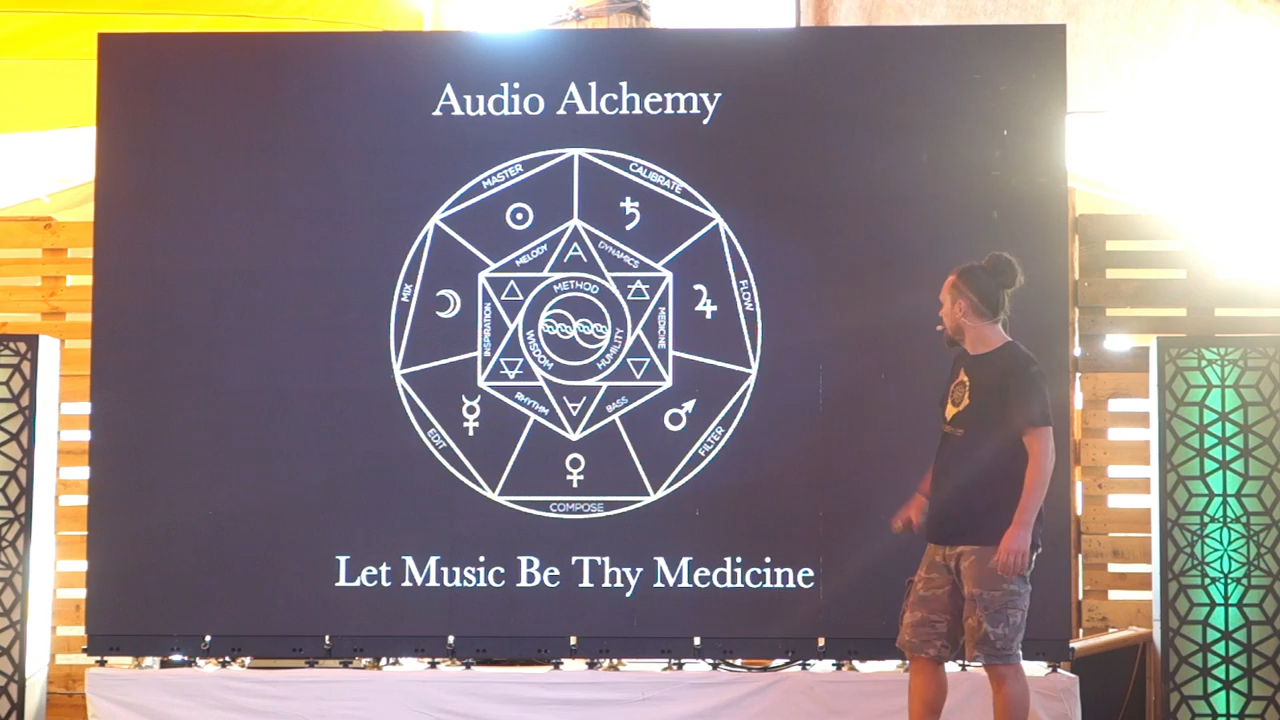 Audio Alchemy
MASTER
CALIBRATE
MELODY
DYNAMICS
MIX
FLOW
METHOD
INSPIRATION
MEDICINE
WISDOM
HUMILITY
RHYTHM
BASS
EDIT
FILTER
COMPOSE
Let Music Be Thy Medicine